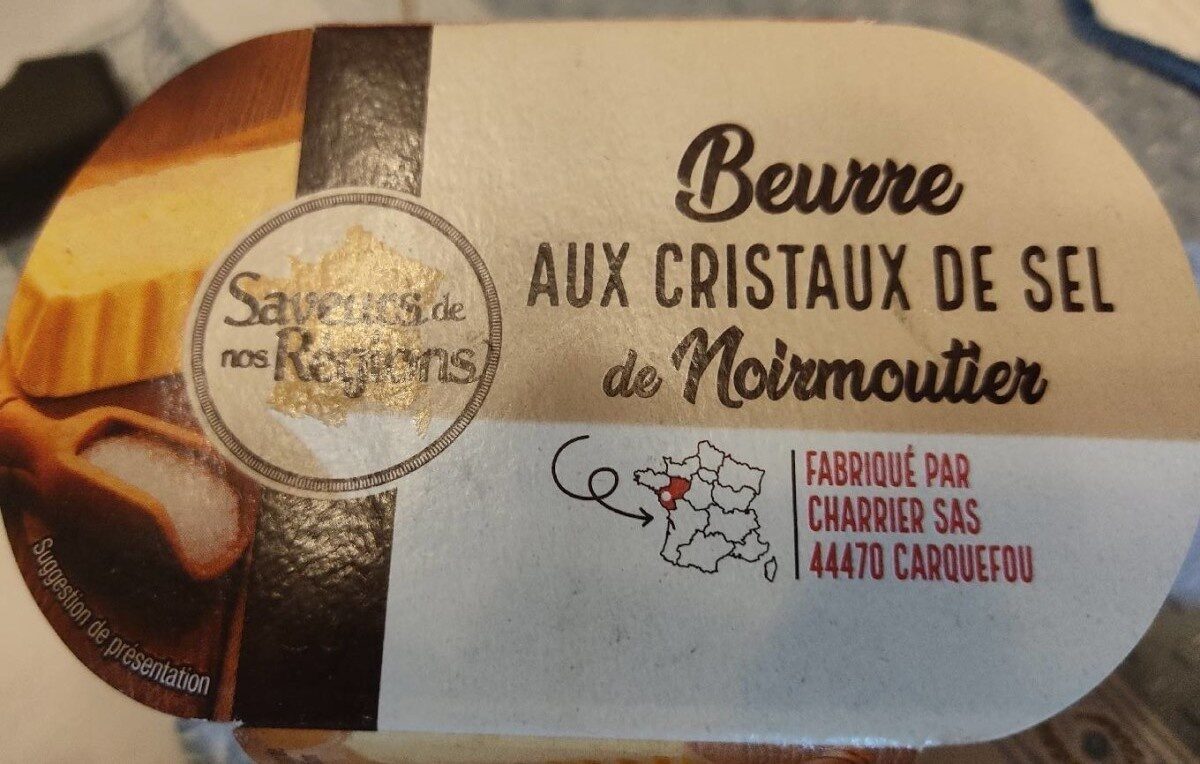 Beurre
AUX CRISTAUX DE SEL
de Noirmoutier
Saveurs de
nos Régions
FABRIQUÉ PAR
CHARRIER SAS
44470 CARQUEFOU
Suggestion de présentation